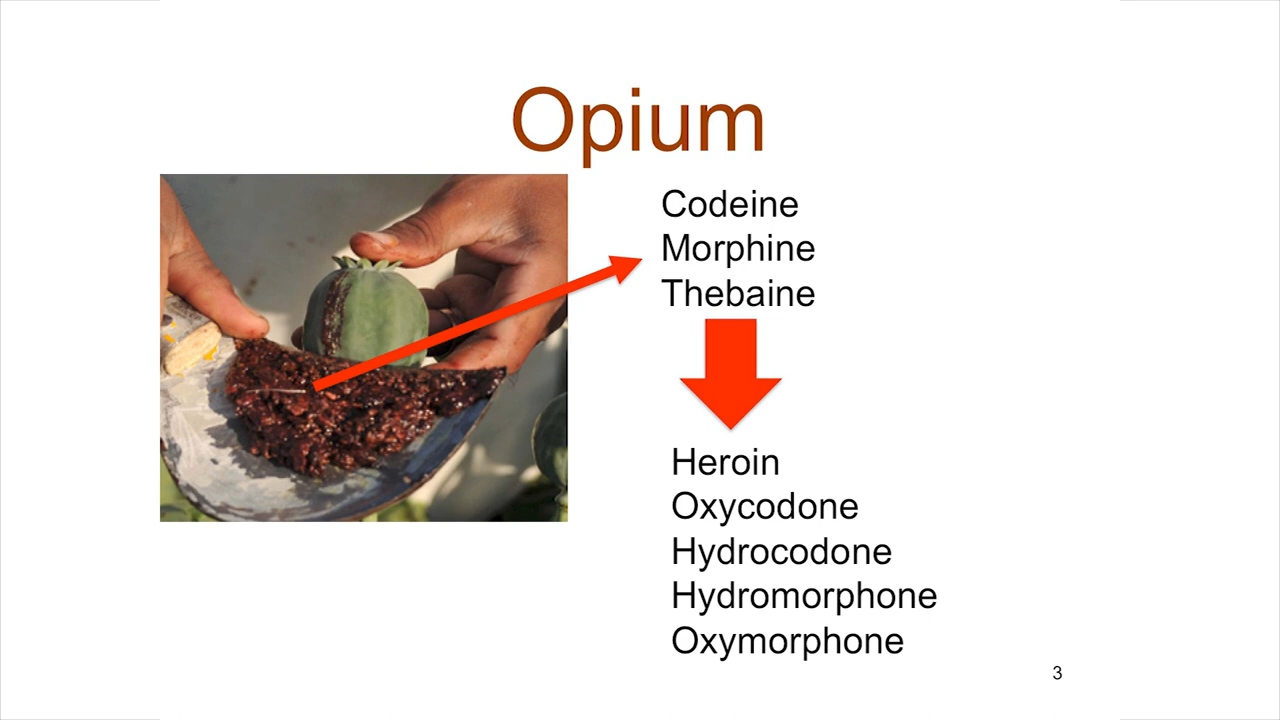 Opium
Codeine
Morphine
Thebaine
Heroin
Oxycodone
Hydrocodone
Hydromorphone
Oxymorphone
3